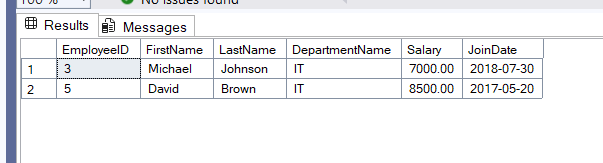 100 % No issues found
Results Messages
EmployeeID FirstName LastName DepartmentName Salary JoinDate
1 3 Michael Johnson IT 7000.00 2018-07-30
2 5 David Brown IT 8500.00 2017-05-20